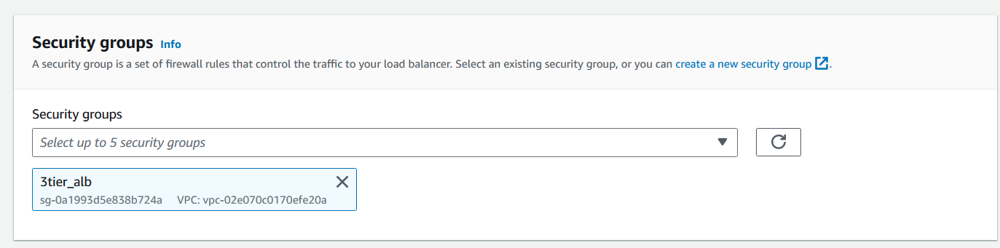 Security groups Info
A security group is a set of firewall rules that control the traffic to your load balancer. Select an existing security group, or you can create a new security group .
Security groups
Select up to 5 security groups
3tier_alb
sg-0a1993d5e838b724a VPC: vpc-02e070c0170efe20a